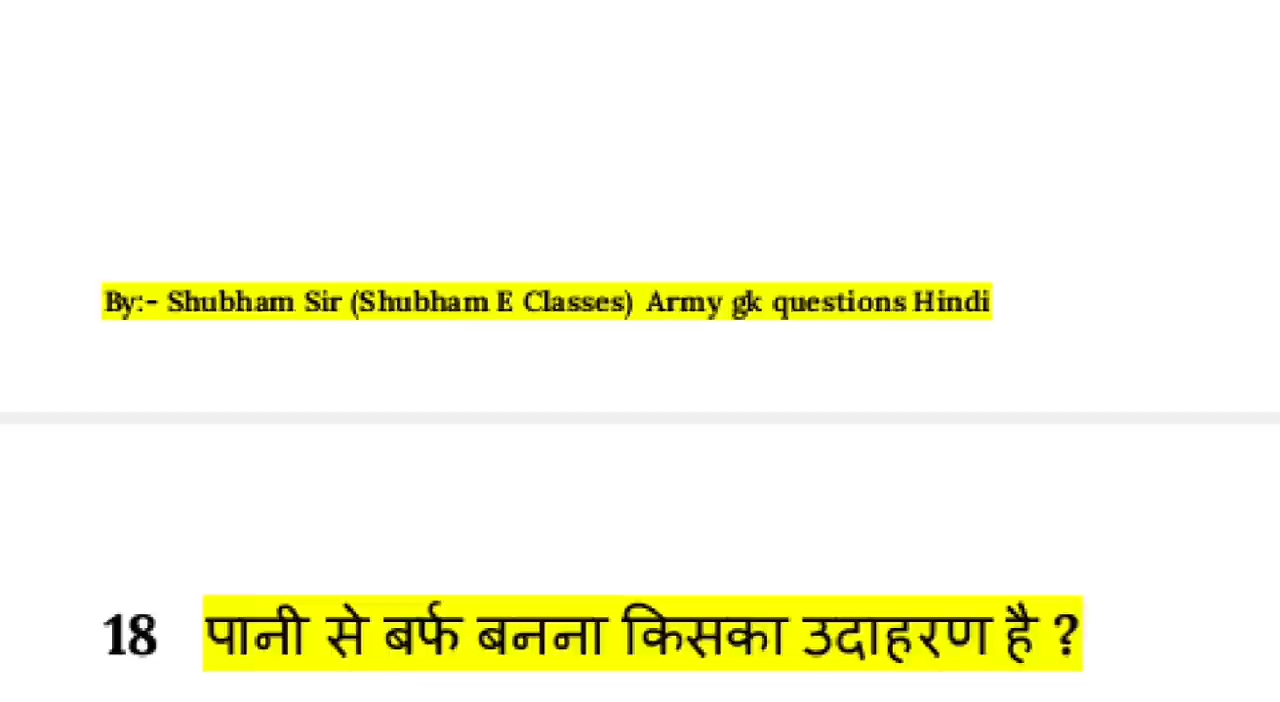 By:- Shubham Sir (Shubham E Classes) Army gk questions Hindi
18 पानी से बर्फ बनना किसका उदाहरण है ?